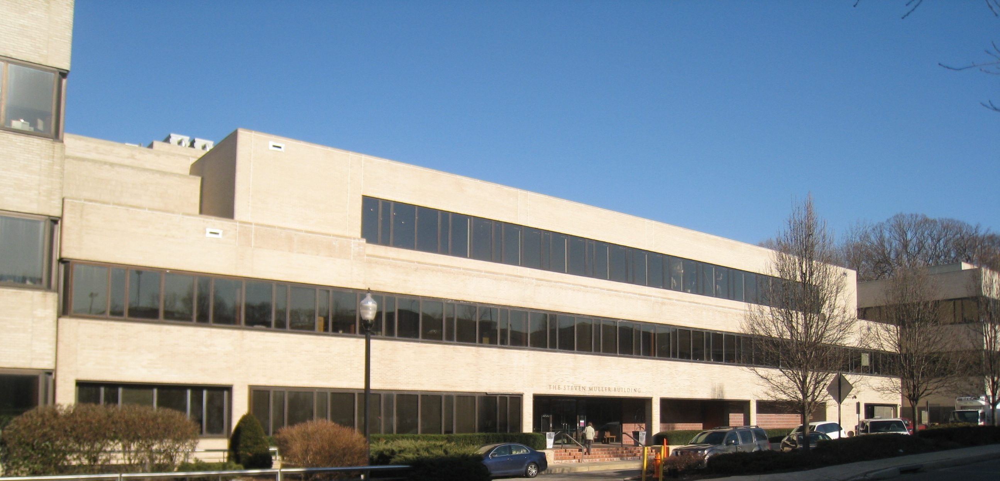 THE STEVEN MULLER BUILDING